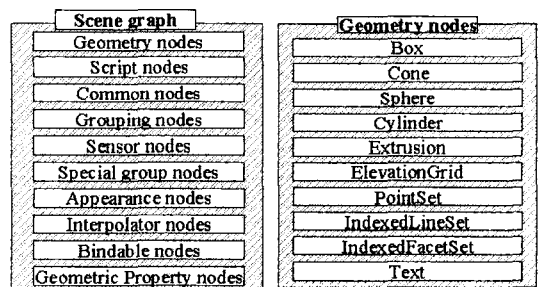 Scene graph
Geometry nodes
Script nodes
Common nodes
Grouping nodes
Sensor nodes
Special group nodes
Appearance nodes
Interpolator nodes
Bindable nodes
Geometric Property nodes
Geometry nodes
Box
Cone
Sphere
Cylinder
Extrusion
ElevationGrid
PointSet
IndexedLineSet
IndexedFacetSet
Text